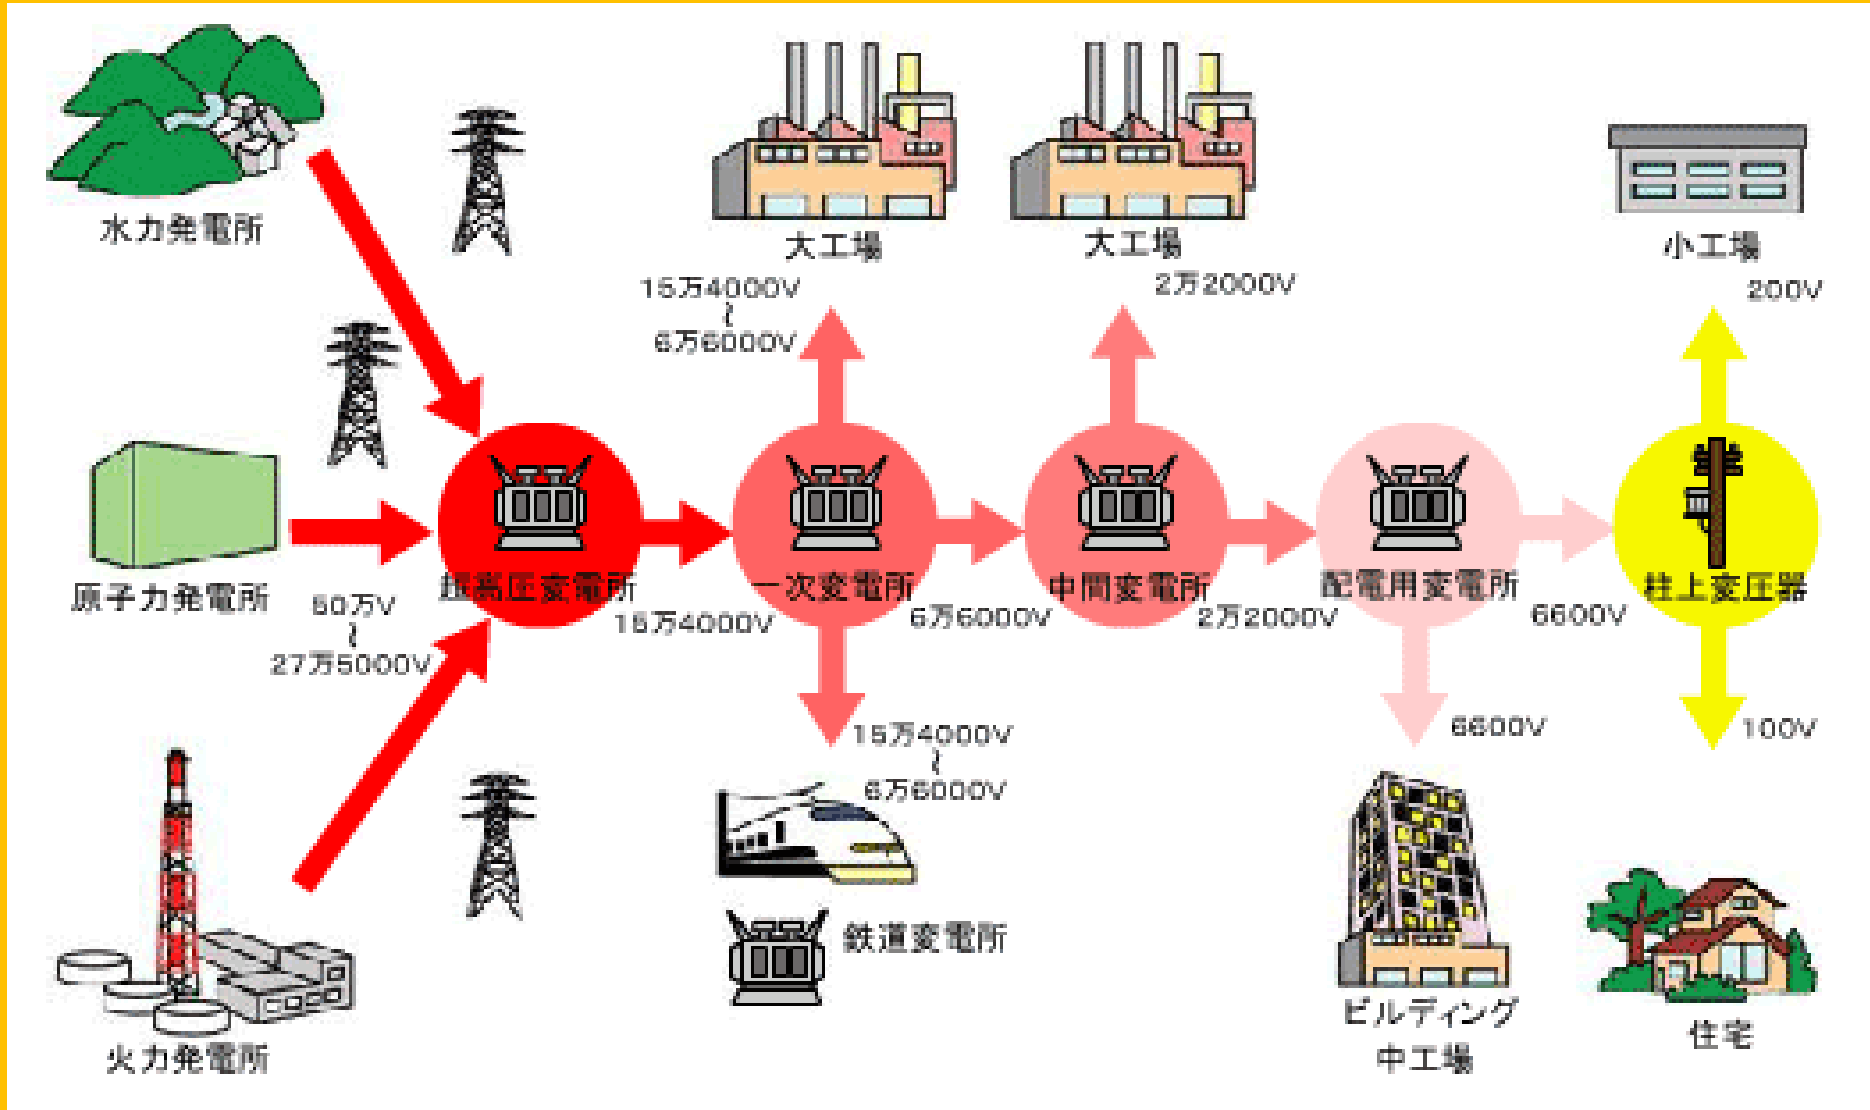 水力発電所
大工場
大工場
小工場
15万4000V
〜
6万6000V
2万2000V
200V
原子力発電所
50万V
〜
27万5000V
超高圧変電所
15万4000V
一次変電所
6万6000V
中間変電所
2万2000V
配電用変電所
6600V
柱上変圧器
15万4000V
〜
6万6000V
6600V
100V
鉄道変電所
火力発電所
ビルディング
中工場
住宅